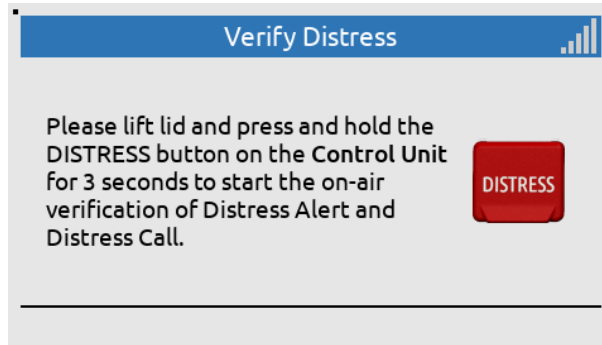 Verify Distress
Please lift lid and press and hold the
DISTRESS button on the Control Unit
for 3 seconds to start the on-air
verification of Distress Alert and
Distress Call.
DISTRESS